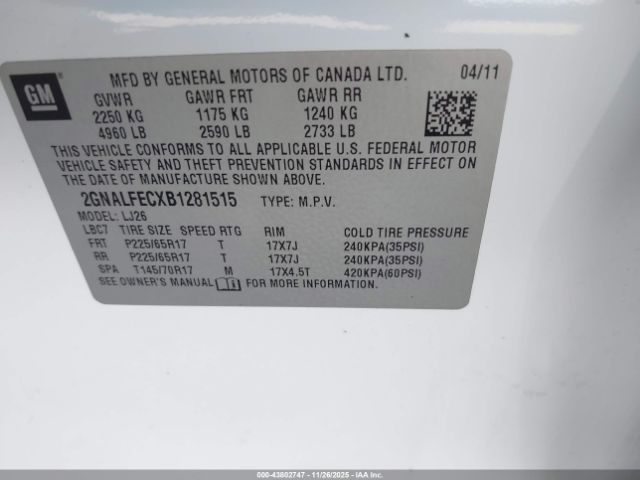 GM
MFD BY GENERAL MOTORS OF CANADA LTD. 04/11
GVWR GAWR FRT GAWR RR
2250 KG 1175 KG 1240 KG
4960 LB 2590 LB 2733 LB
THIS VEHICLE CONFORMS TO ALL APPLICABLE U.S. FEDERAL MOTOR
VEHICLE SAFETY AND THEFT PREVENTION STANDARDS IN EFFECT ON
THE DATE OF MANUFACTURE SHOWN ABOVE.
2GNALFECXB1281515 TYPE: M.P.V.
MODEL: LJ26
LBC7 TIRE SIZE SPEED RTG RIM COLD TIRE PRESSURE
FRT P225/65R17 T 17X7J 240KPA(35PSI)
RR P225/65R17 T 17X7J 240KPA(35PSI)
SPA T145/70R17 M 17X4.5T 420KPA(60PSI)
SEE OWNER'S MANUAL FOR MORE INFORMATION.
000-43802747 - 11/26/2025 - IAAI.COM